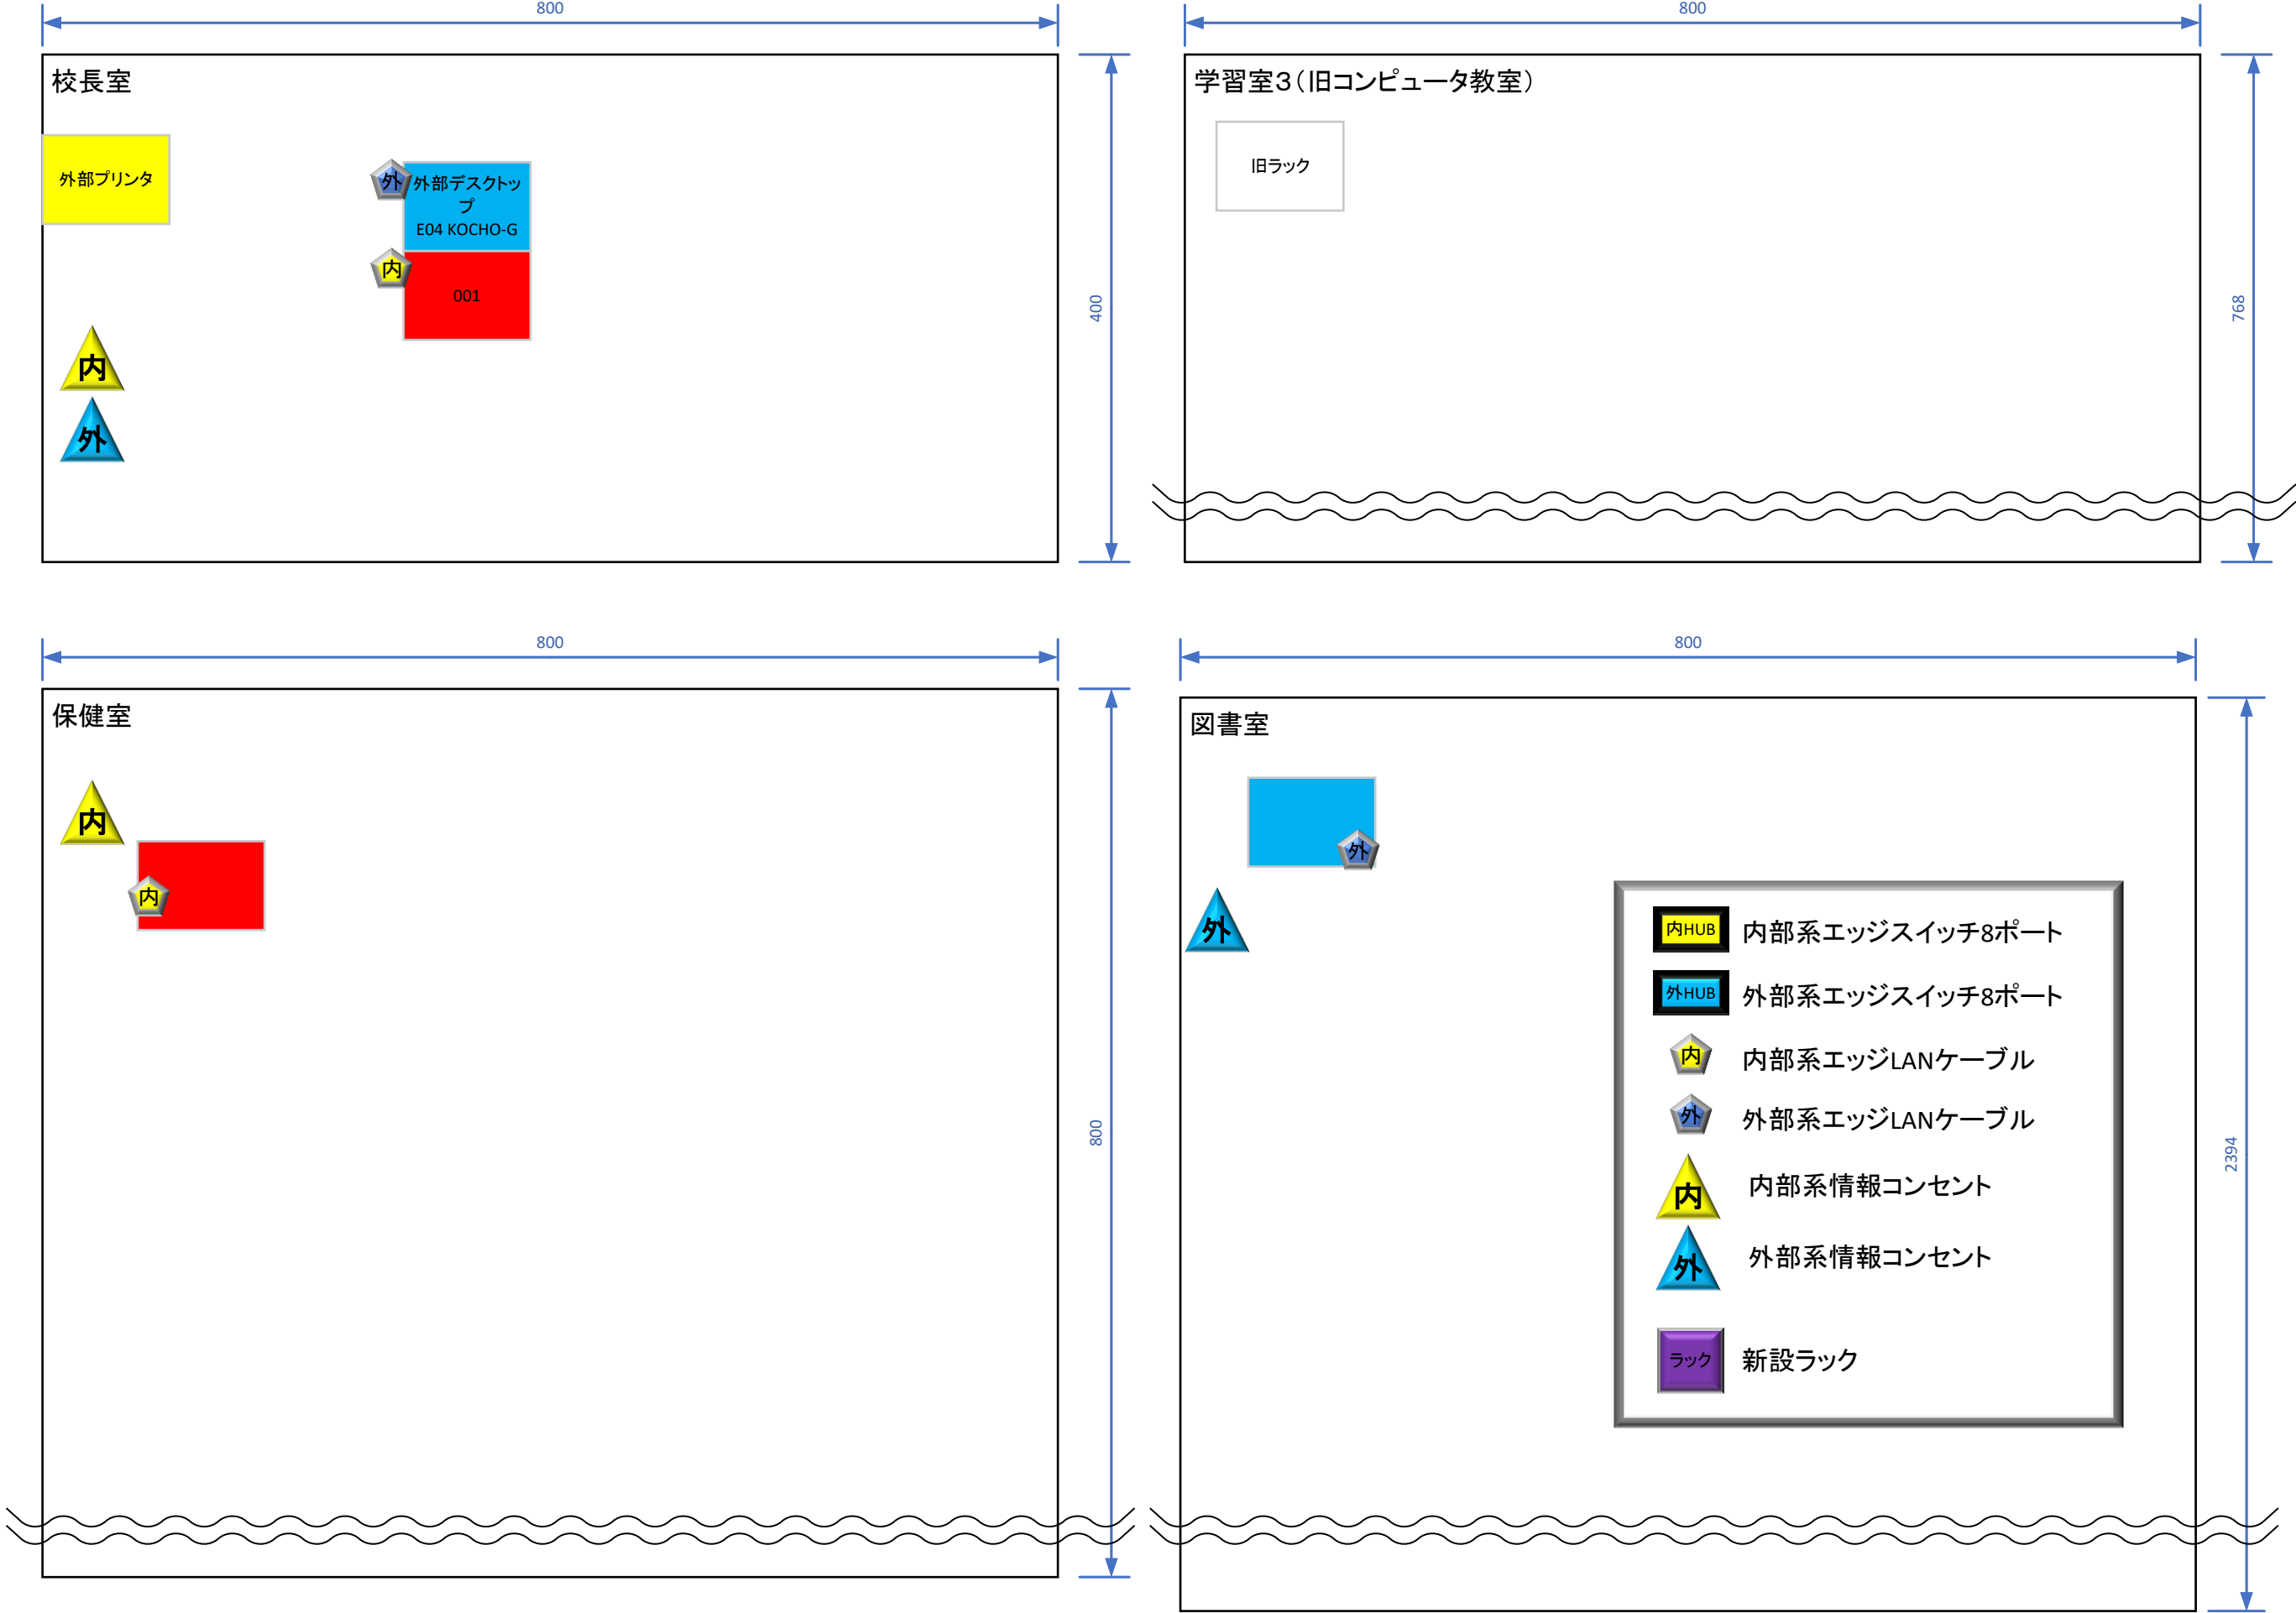 800
校長室
外部プリンタ
外
外部デスクトッ
プ
E04 KOCHO-G
内
001
内
外
400
800
学習室3（旧コンピュータ教室）
旧ラック
768
800
保健室
内
内
800
800
図書室
外
外
2394
内HUB 内部系エッジスイッチ8ポート
外HUB 外部系エッジスイッチ8ポート
内 内部系エッジLANケーブル
外 外部系エッジLANケーブル
内 内部系情報コンセント
外 外部系情報コンセント
ラック 新設ラック